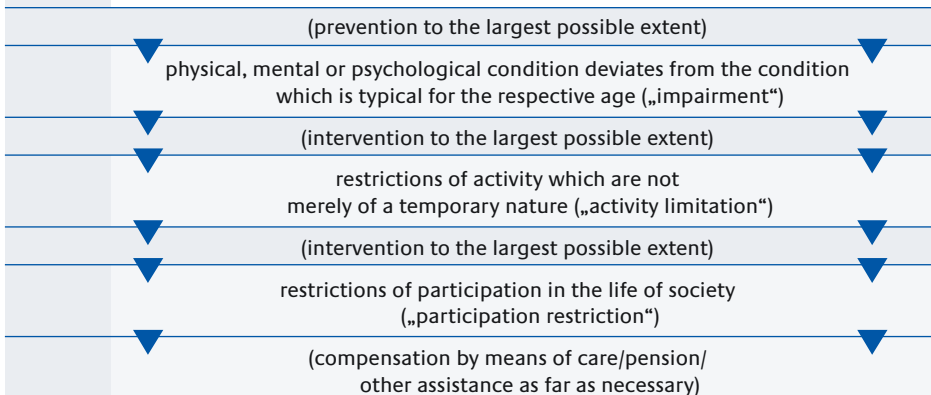 (prevention to the largest possible extent)
physical, mental or psychological condition deviates from the condition
which is typical for the respective age („impairment“)
(intervention to the largest possible extent)
restrictions of activity which are not
merely of a temporary nature („activity limitation“)
(intervention to the largest possible extent)
restrictions of participation in the life of society
(„participation restriction“)
(compensation by means of care/pension/
other assistance as far as necessary)